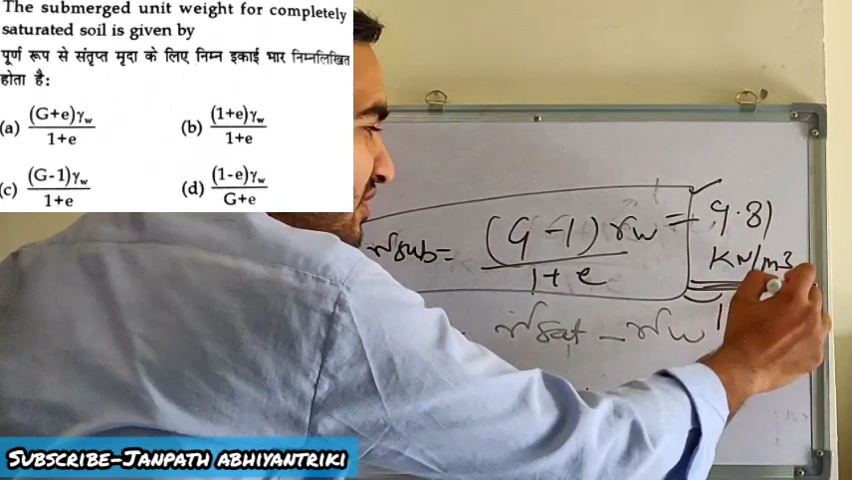 The submerged unit weight for completely
saturated soil is given by
पूर्ण रूप से संतृप्त मृदा के लिए निम्न इकाई भार निम्नलिखित
होता है:
(a) (G+e)γw / 1+e (b) (1+e)γw / 1+e
(c) (G-1)γw / 1+e (d) (1-e)γw / G+e
γsub = (G-1)γw / 1+e = 9.81
KN/m3
γsat - γw
SUBSCRIBE-JANPATH ABHIYANTRIKI